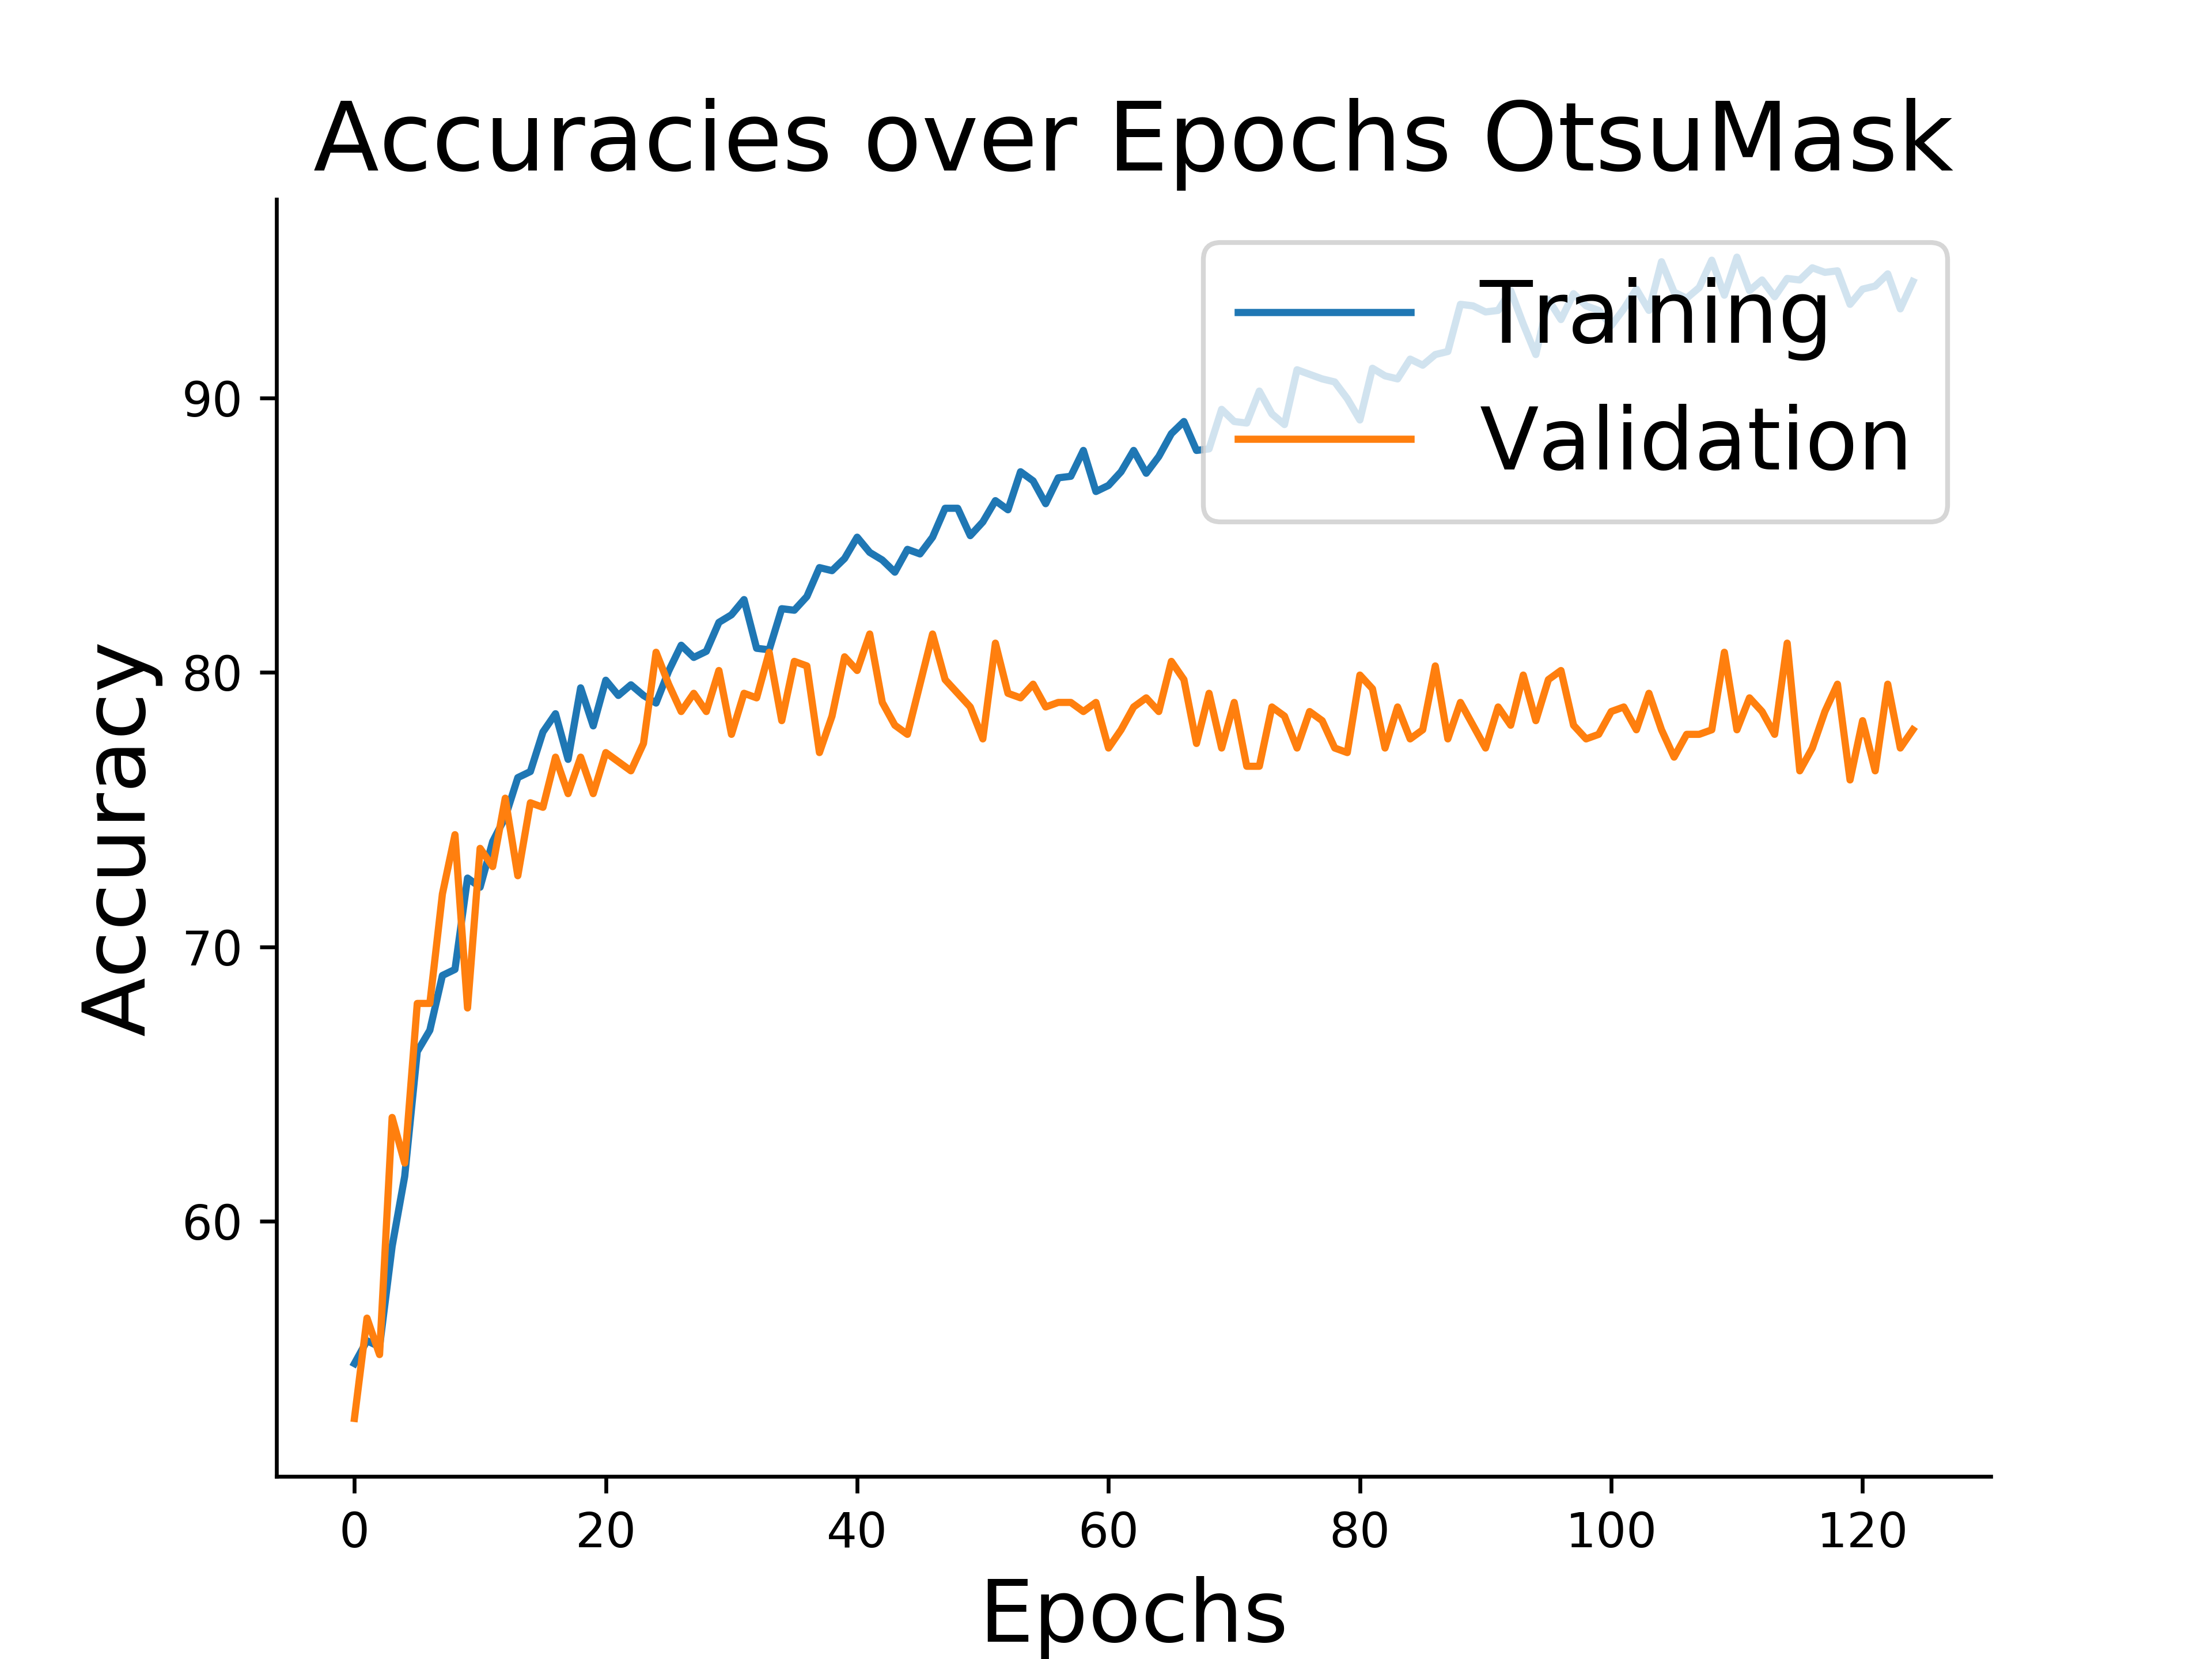 Accuracies over Epochs OtsuMask
Training
Validation
90
80
70
60
Accuracy
0 20 40 60 80 100 120
Epochs